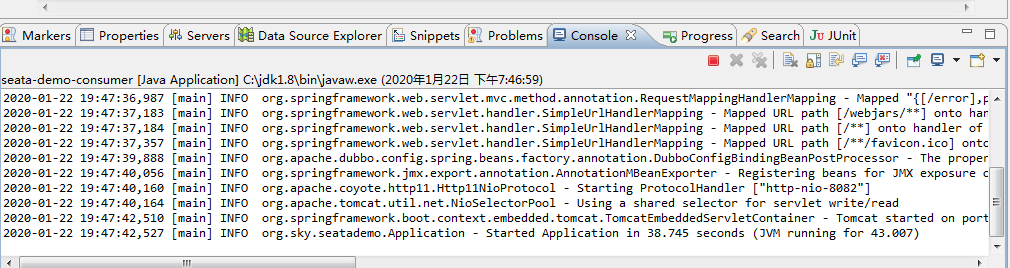 Markers Properties Servers Data Source Explorer Snippets Problems Console Progress Search JUnit
seata-demo-consumer [Java Application] C:\jdk1.8\bin\javaw.exe (2020年1月22日 下午7:46:59)
2020-01-22 19:47:36,987 [main] INFO org.springframework.web.servlet.mvc.method.annotation.RequestMappingHandlerMapping - Mapped "{[/error],p
2020-01-22 19:47:37,183 [main] INFO org.springframework.web.servlet.handler.SimpleUrlHandlerMapping - Mapped URL path [/webjars/**] onto han
2020-01-22 19:47:37,184 [main] INFO org.springframework.web.servlet.handler.SimpleUrlHandlerMapping - Mapped URL path [/**] onto handler of
2020-01-22 19:47:37,357 [main] INFO org.springframework.web.servlet.handler.SimpleUrlHandlerMapping - Mapped URL path [/**/favicon.ico] onto
2020-01-22 19:47:39,888 [main] INFO org.apache.dubbo.config.spring.beans.factory.annotation.DubboConfigBindingBeanPostProcessor - The proper
2020-01-22 19:47:40,056 [main] INFO org.springframework.jmx.export.annotation.AnnotationMBeanExporter - Registering beans for JMX exposure o
2020-01-22 19:47:40,160 [main] INFO org.apache.coyote.http11.Http11NioProtocol - Starting ProtocolHandler ["http-nio-8082"]
2020-01-22 19:47:40,164 [main] INFO org.apache.tomcat.util.net.NioSelectorPool - Using a shared selector for servlet write/read
2020-01-22 19:47:42,510 [main] INFO org.springframework.boot.context.embedded.tomcat.TomcatEmbeddedServletContainer - Tomcat started on port
2020-01-22 19:47:42,527 [main] INFO org.sky.seatademo.Application - Started Application in 38.745 seconds (JVM running for 43.007)